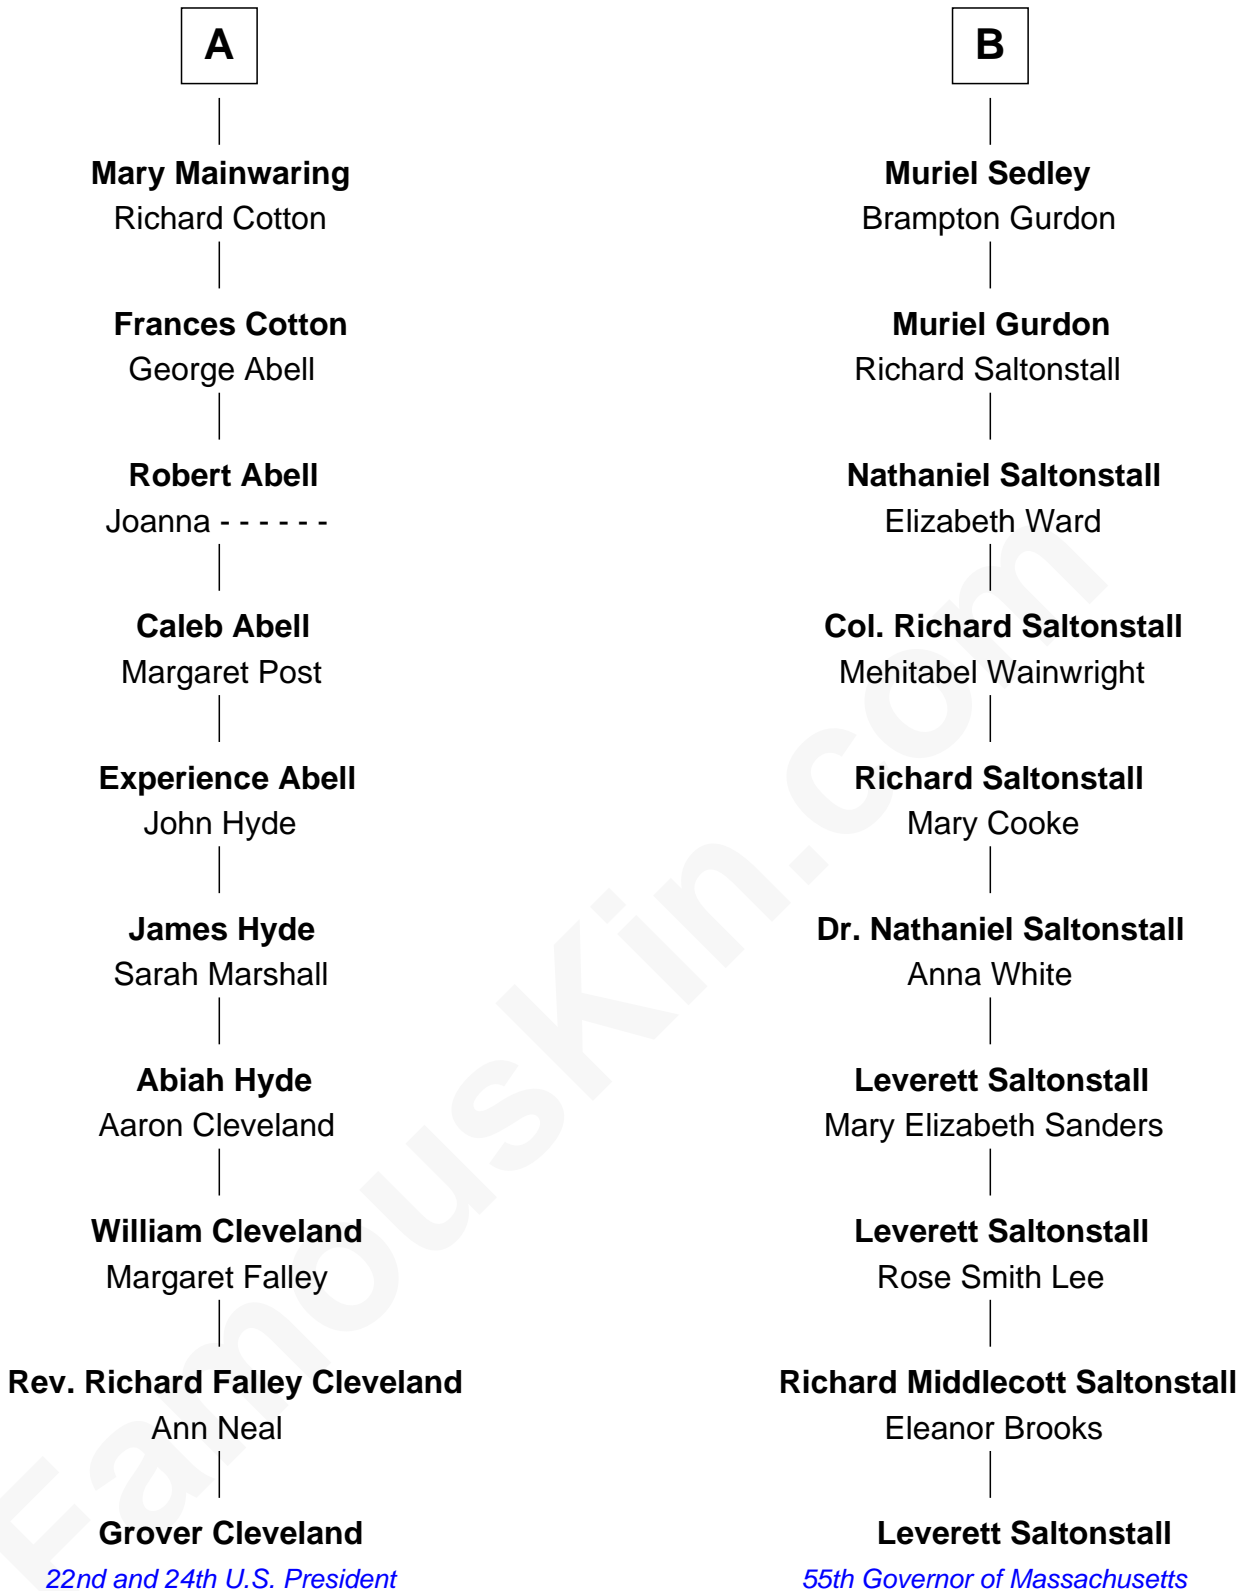 A
Mary Mainwaring
Richard Cotton
Frances Cotton
George Abell
Robert Abell
Joanna - - - - - -
Caleb Abell
Margaret Post
Experience Abell
John Hyde
James Hyde
Sarah Marshall
Abiah Hyde
Aaron Cleveland
William Cleveland
Margaret Falley
Rev. Richard Falley Cleveland
Ann Neal
Grover Cleveland
22nd and 24th U.S. President
B
Muriel Sedley
Brampton Gurdon
Muriel Gurdon
Richard Saltonstall
Nathaniel Saltonstall
Elizabeth Ward
Col. Richard Saltonstall
Mehitabel Wainwright
Richard Saltonstall
Mary Cooke
Dr. Nathaniel Saltonstall
Anna White
Leverett Saltonstall
Mary Elizabeth Sanders
Leverett Saltonstall
Rose Smith Lee
Richard Middlecott Saltonstall
Eleanor Brooks
Leverett Saltonstall
55th Governor of Massachusetts
FamousKin.com